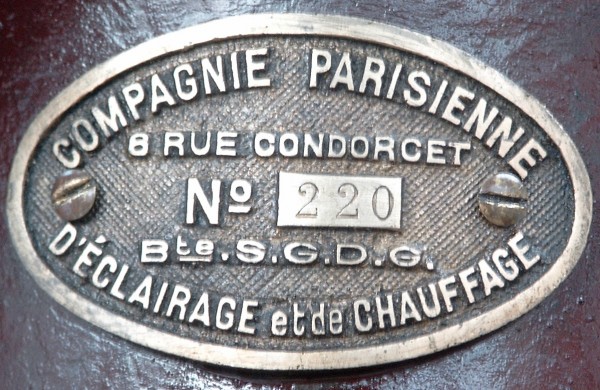 COMPAGNIE PARISIENNE
8 RUE CONDORCET
No 220
Bte.S.G.D.G.
D'ÉCLAIRAGE et de CHAUFFAGE